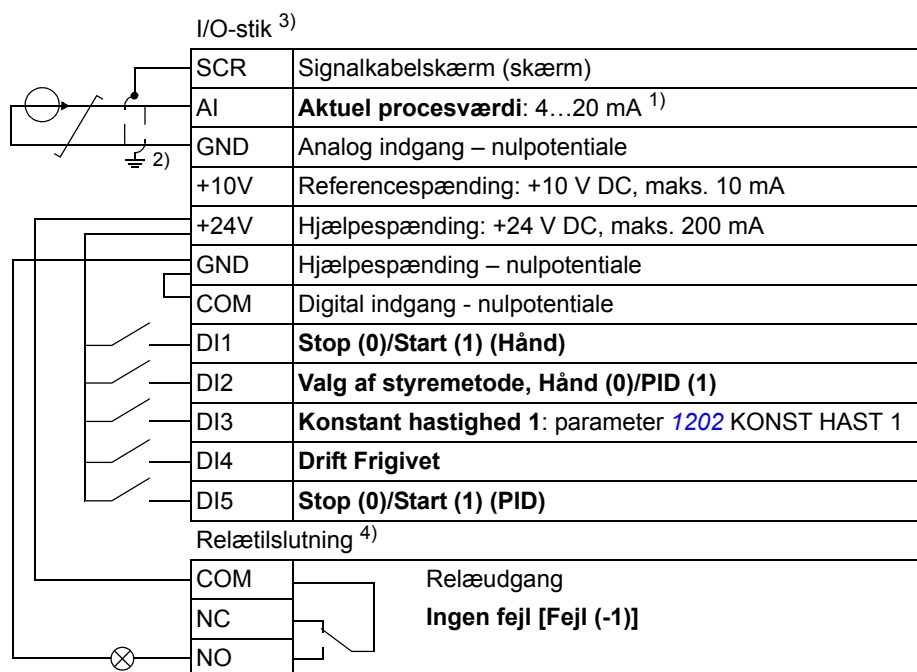 I/O-stik 3)
SCR Signalkabelskærm (skærm)
AI Aktuel procesværdi: 4…20 mA 1)
2)
GND Analog indgang – nulpotentiale
+10V Referencespænding: +10 V DC, maks. 10 mA
+24V Hjælpespænding: +24 V DC, maks. 200 mA
GND Hjælpespænding – nulpotentiale
COM Digital indgang - nulpotentiale
DI1 Stop (0)/Start (1) (Hånd)
DI2 Valg af styremetode, Hånd (0)/PID (1)
DI3 Konstant hastighed 1: parameter 1202 KONST HAST 1
DI4 Drift Frigivet
DI5 Stop (0)/Start (1) (PID)
Relætilslutning 4)
COM Relæudgang
NC Ingen fejl [Fejl (-1)]
NO